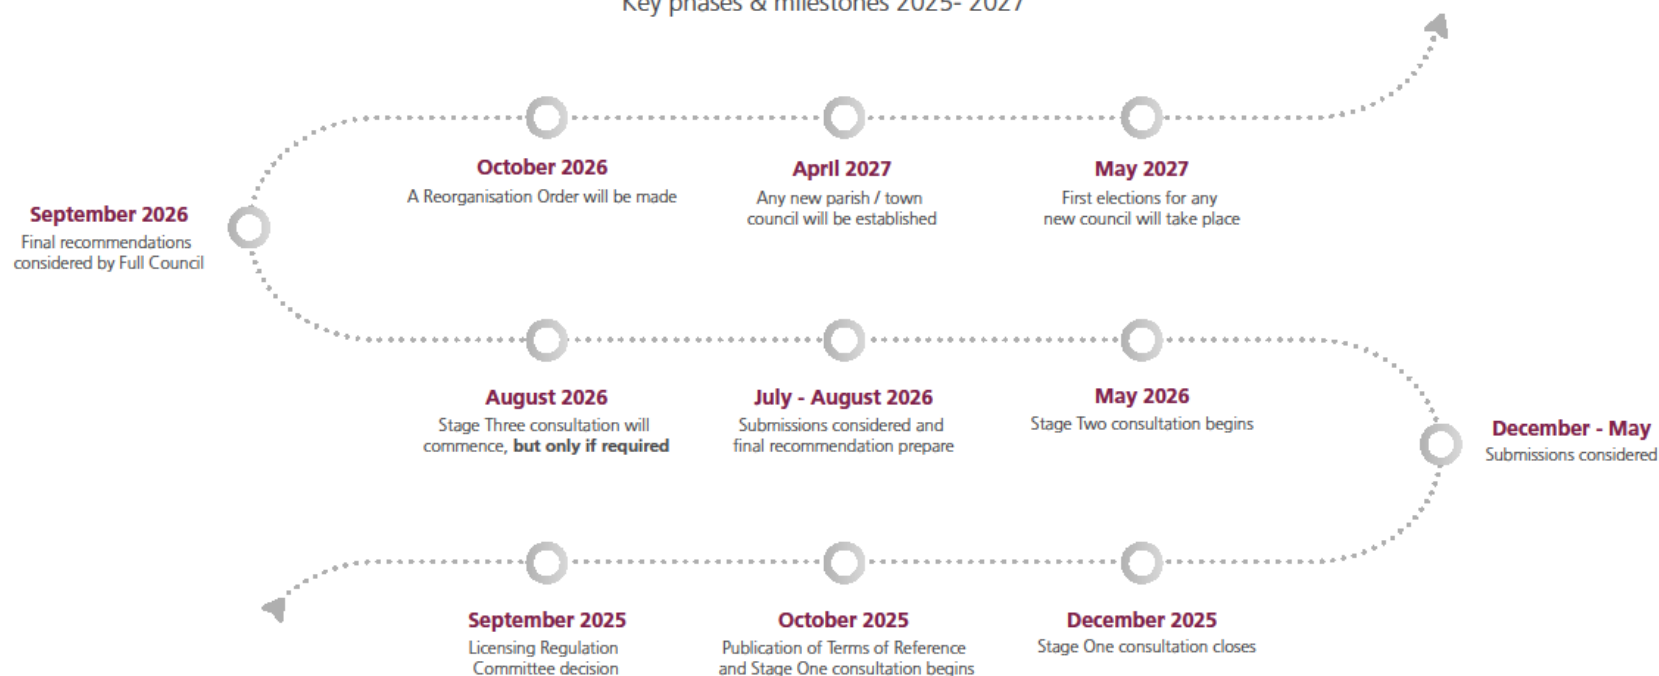 Key phases & milestones 2025- 2027
October 2026
A Reorganisation Order will be made
April 2027
Any new parish / town
council will be established
May 2027
First elections for any
new council will take place
September 2026
Final recommendations
considered by Full Council
August 2026
Stage Three consultation will
commence, but only if required
July - August 2026
Submissions considered and
final recommendation prepare
May 2026
Stage Two consultation begins
December - May
Submissions considered
September 2025
Licensing Regulation
Committee decision
October 2025
Publication of Terms of Reference
and Stage One consultation begins
December 2025
Stage One consultation closes